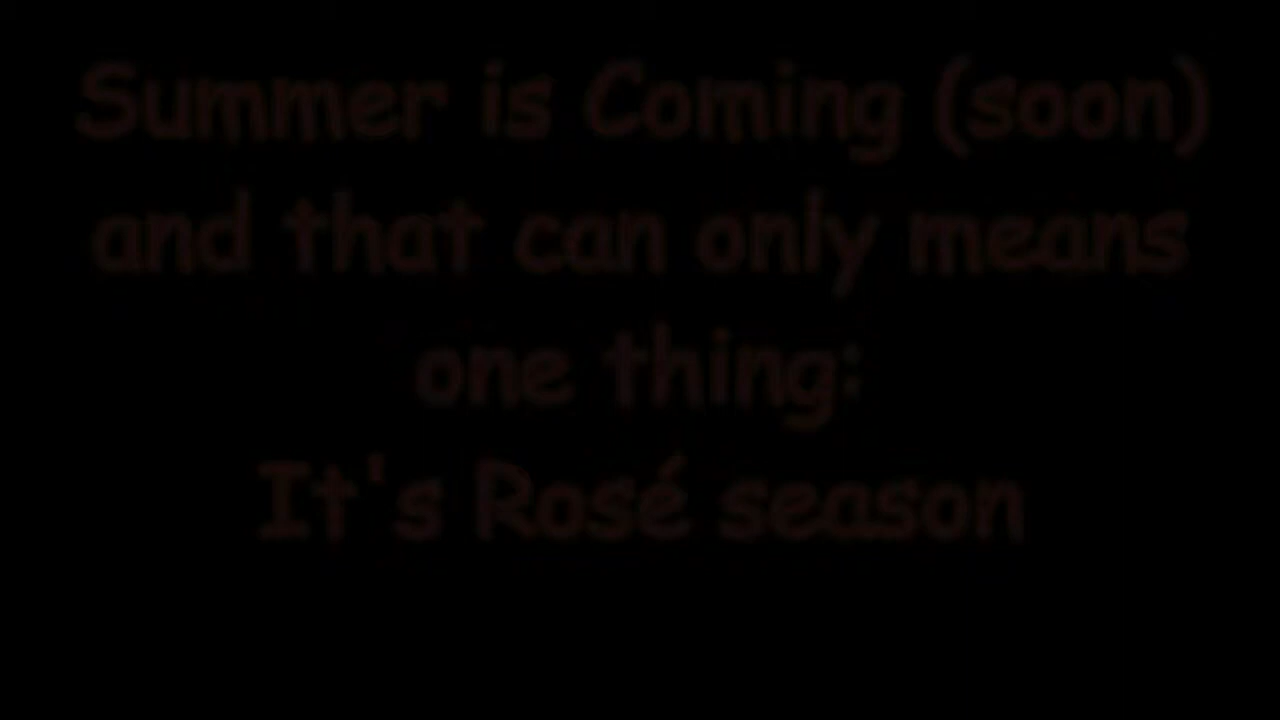 Summer is Coming (soon)
and that can only means
one thing:
It's Rosé season